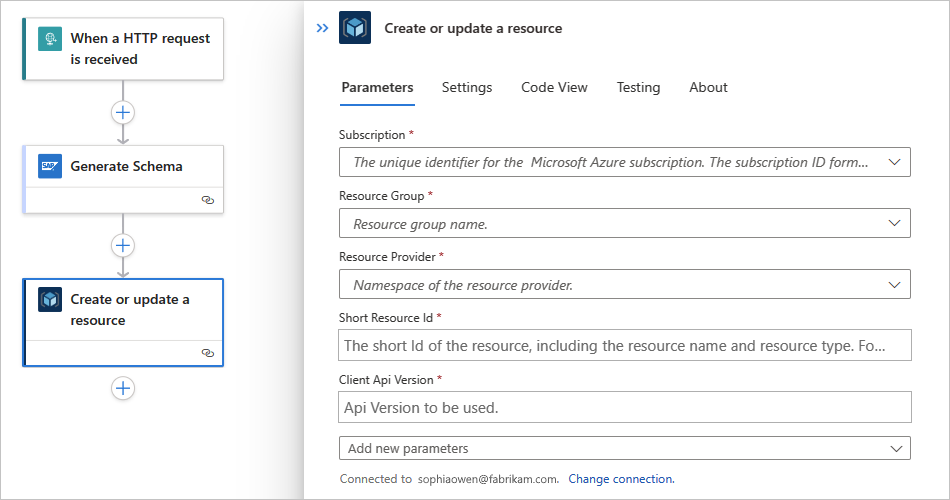 When a HTTP request
is received
SAP
Generate Schema
Create or update a
resource
Create or update a resource
Parameters Settings Code View Testing About
Subscription *
The unique identifier for the Microsoft Azure subscription. The subscription ID form...
Resource Group *
Resource group name.
Resource Provider *
Namespace of the resource provider.
Short Resource Id *
The short Id of the resource, including the resource name and resource type. Fo...
Client Api Version *
Api Version to be used.
Add new parameters
Connected to sophiaowen@fabrikam.com. Change connection.